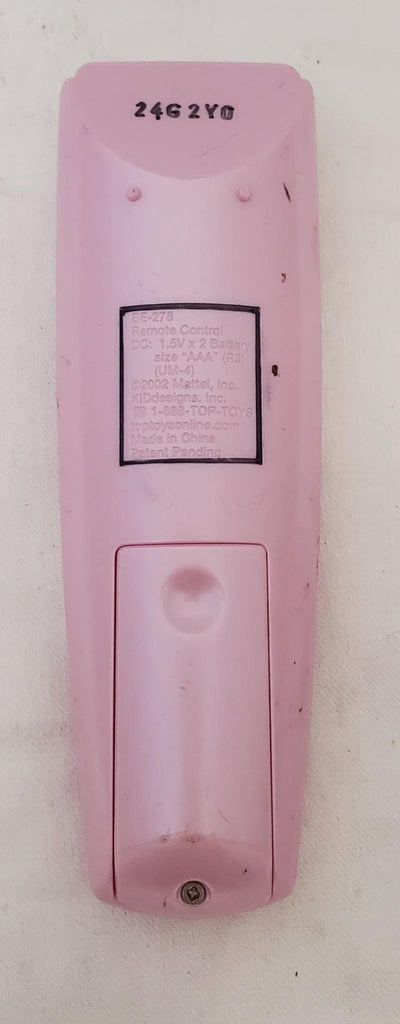 24G2Y0
BE-278
Remote Control
DC: 1.5V x 2 Battery
size "AAA" (R3)
(UM-4)
©2002 Mattel, Inc.
KIDdesigns, Inc.
☎ 1-888-TOP-TOYS
toptoysonline.com
Made in China
Patent Pending